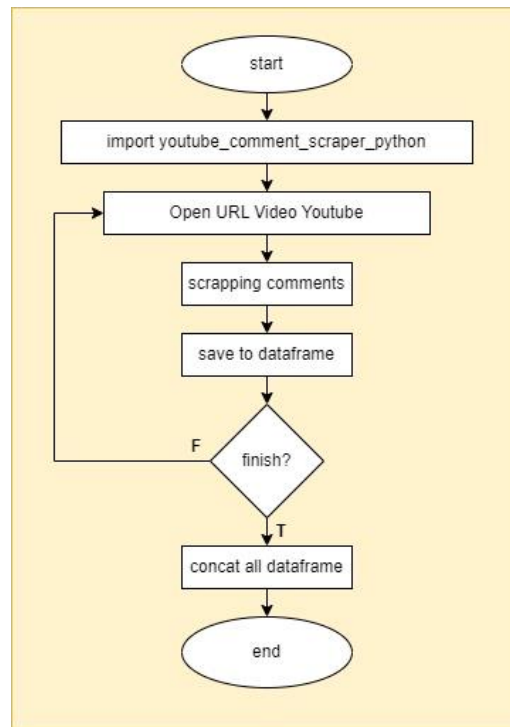 start
import youtube_comment_scraper_python
Open URL Video Youtube
scrapping comments
save to dataframe
F
finish?
T
concat all dataframe
end